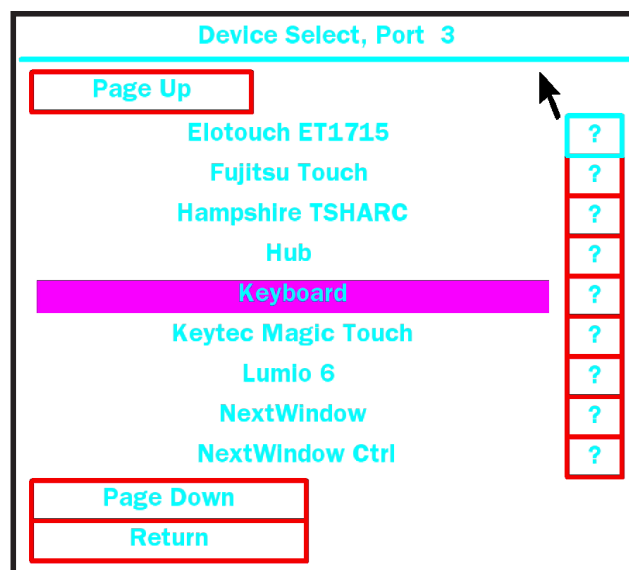 Device Select, Port 3
Page Up
Elotouch ET1715 ?
Fujitsu Touch ?
Hampshire TSHARC ?
Hub ?
Keyboard ?
Keytec Magic Touch ?
Lumio 6 ?
NextWindow ?
NextWindow Ctrl ?
Page Down
Return